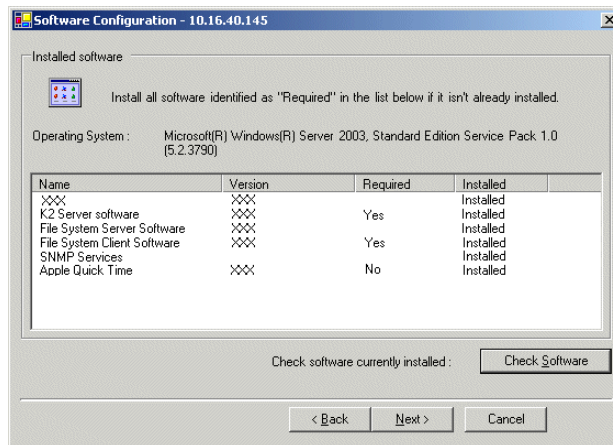 Software Configuration - 10.16.40.145
Installed software
Install all software identified as "Required" in the list below if it isn't already installed.
Operating System : Microsoft(R) Windows(R) Server 2003, Standard Edition Service Pack 1.0
(5.2.3790)
Name Version Required Installed
XXX XXX Installed
K2 Server software XXX Yes Installed
File System Server Software XXX Installed
File System Client Software XXX Yes Installed
SNMP Services Installed
Apple Quick Time XXX No Installed
Check software currently installed : Check Software
< Back Next > Cancel